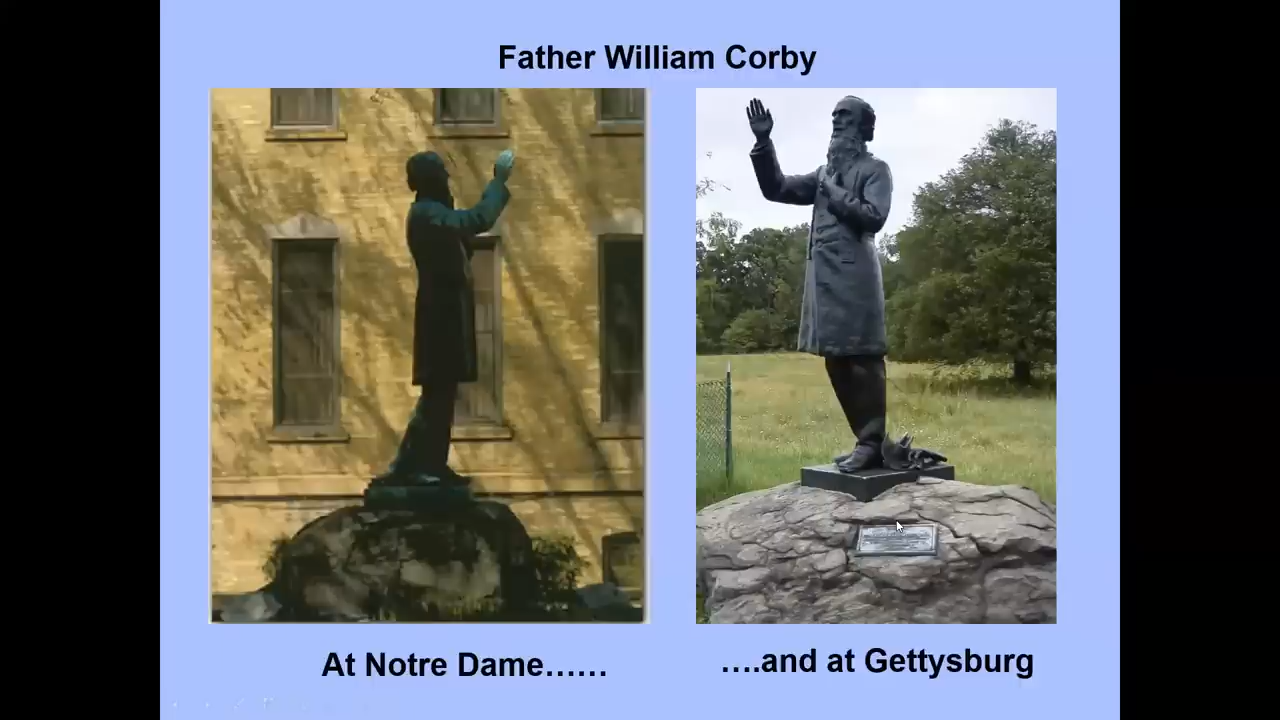 Father William Corby
At Notre Dame……
….and at Gettysburg